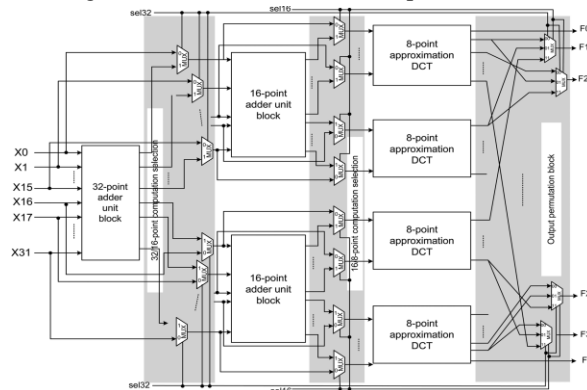 sel32
sel16
MUX
8-point
approximation
DCT
F0
F1
F2
16-point
adder unit
block
8-point
approximation
DCT
X0
X1
X15
X16
X17
X31
32-point
adder unit
block
32/16-point computation selection
16/8-point computation selection
Output permutation block
8-point
approximation
DCT
16-point
adder unit
block
8-point
approximation
DCT
sel32
sel16